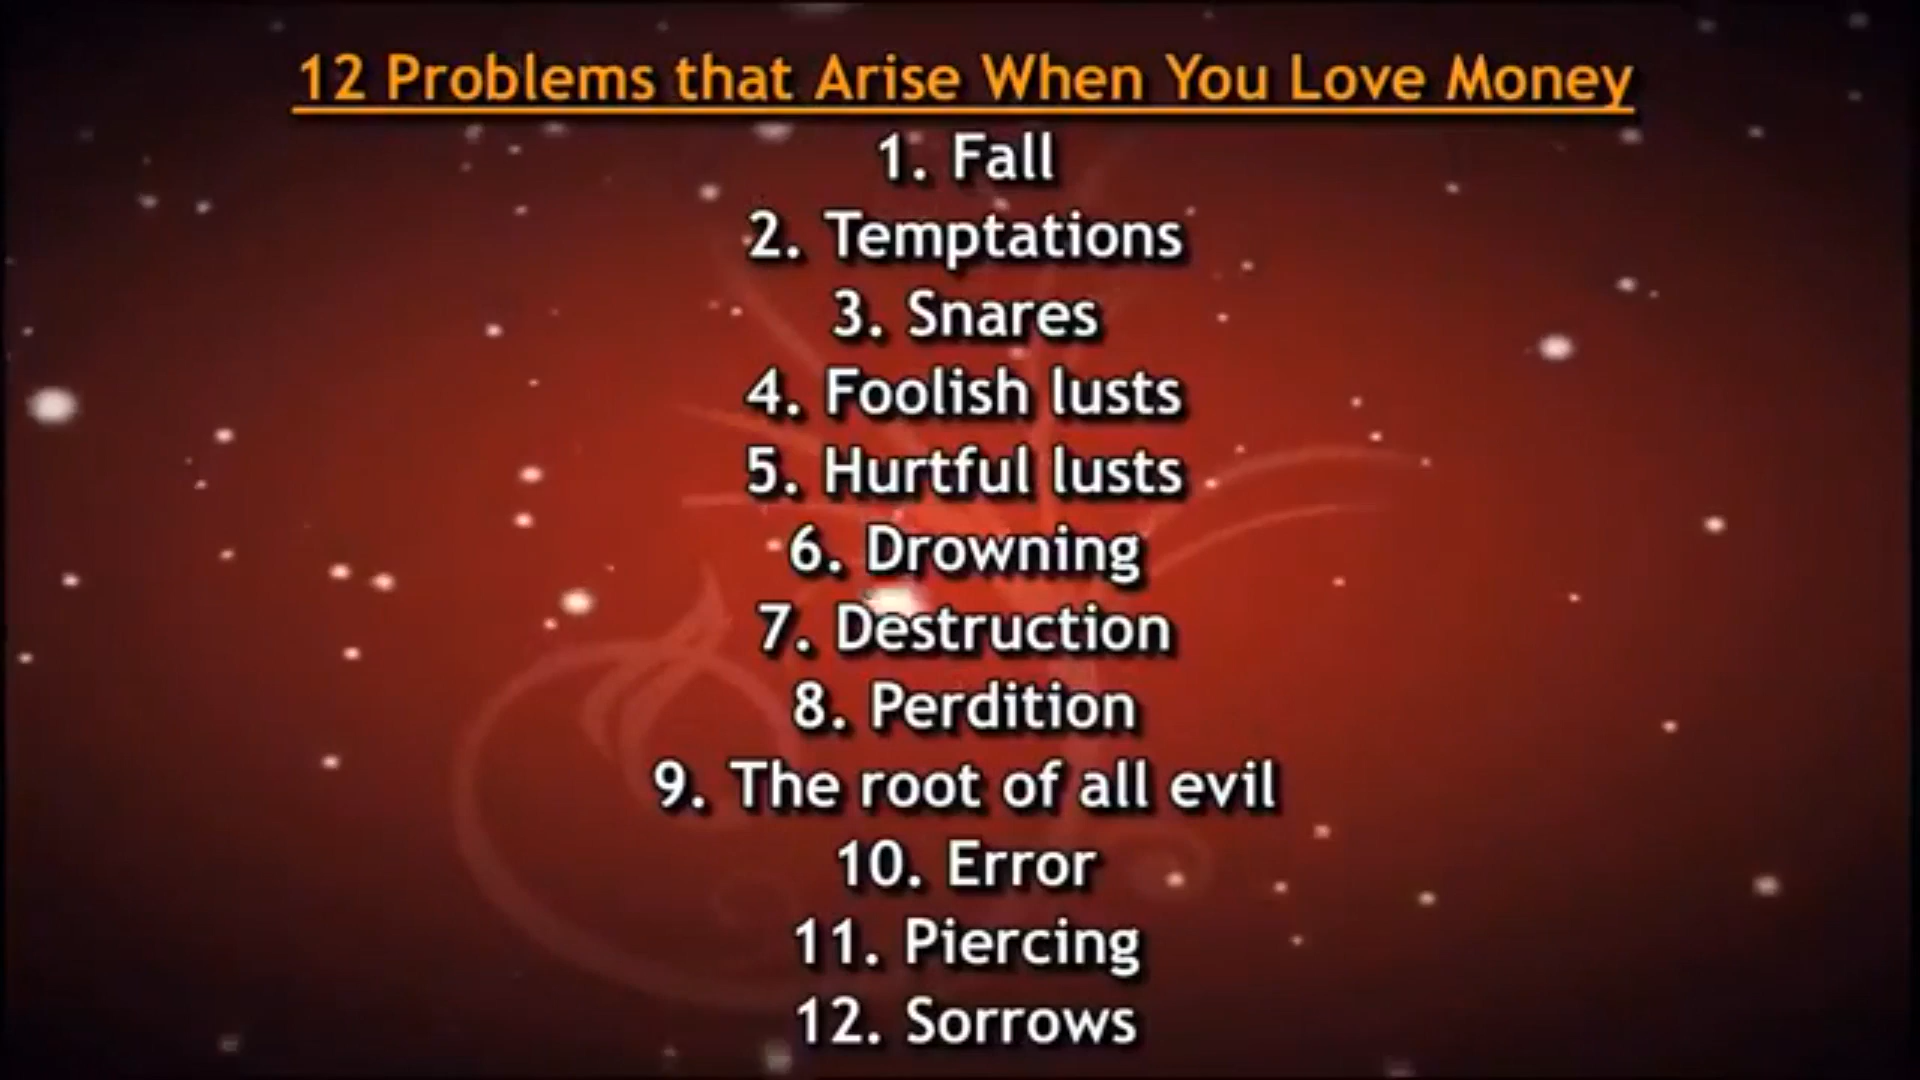 12 Problems that Arise When You Love Money
1. Fall
2. Temptations
3. Snares
4. Foolish lusts
5. Hurtful lusts
6. Drowning
7. Destruction
8. Perdition
9. The root of all evil
10. Error
11. Piercing
12. Sorrows